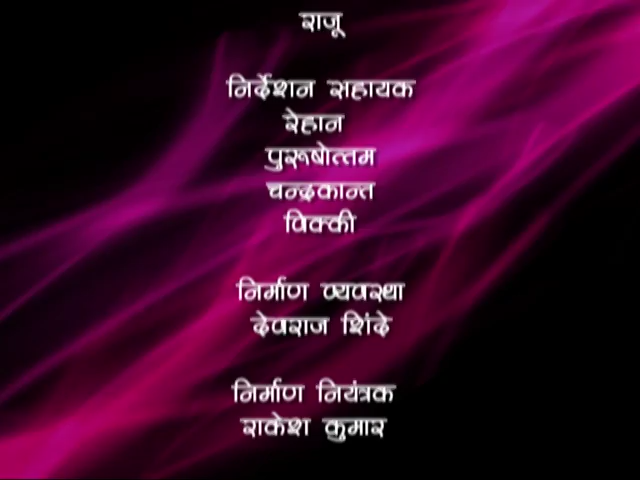 राजू
निर्देशन सहायक
रेहान
पुरूषोत्तम
चन्द्रकान्त
विक्की
निर्माण व्यवस्था
देवराज शिंदे
निर्माण नियंत्रक
राकेश कुमार